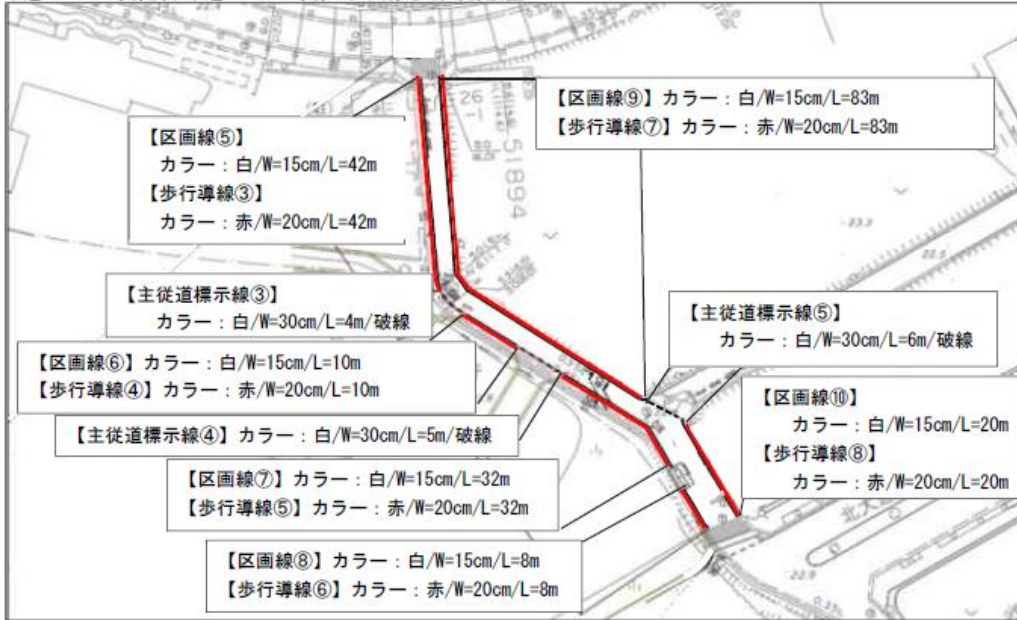 【区画線⑤】
カラー：白/W=15cm/L=42m
【歩行導線③】
カラー：赤/W=20cm/L=42m
【区画線⑨】カラー：白/W=15cm/L=83m
【歩行導線⑦】カラー：赤/W=20cm/L=83m
26
51894
【主従道標示線③】
カラー：白/W=30cm/L=4m/破線
【区画線⑥】カラー：白/W=15cm/L=10m
【歩行導線④】カラー：赤/W=20cm/L=10m
【主従道標示線④】カラー：白/W=30cm/L=5m/破線
【区画線⑦】カラー：白/W=15cm/L=32m
【歩行導線⑤】カラー：赤/W=20cm/L=32m
【区画線⑧】カラー：白/W=15cm/L=8m
【歩行導線⑥】カラー：赤/W=20cm/L=8m
【主従道標示線⑤】
カラー：白/W=30cm/L=6m/破線
【区画線⑩】
カラー：白/W=15cm/L=20m
【歩行導線⑧】
カラー：赤/W=20cm/L=20m
北大
22.9